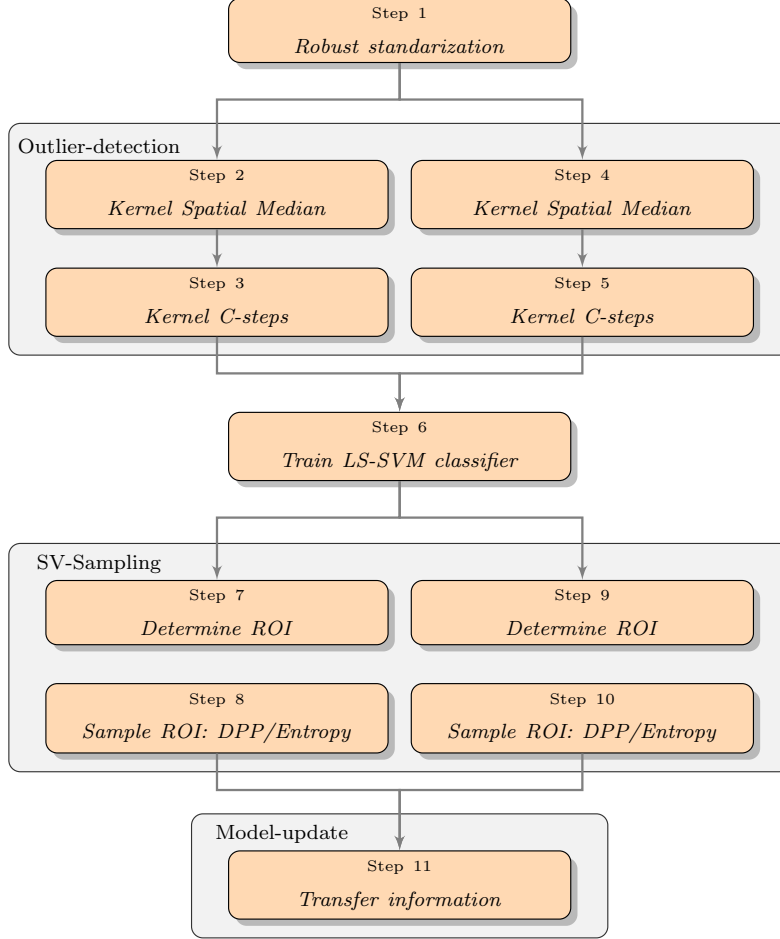 Step 1
Robust standarization
Outlier-detection
Step 2
Kernel Spatial Median
Step 4
Kernel Spatial Median
Step 3
Kernel C-steps
Step 5
Kernel C-steps
Step 6
Train LS-SVM classifier
SV-Sampling
Step 7
Determine ROI
Step 9
Determine ROI
Step 8
Sample ROI: DPP/Entropy
Step 10
Sample ROI: DPP/Entropy
Model-update
Step 11
Transfer information